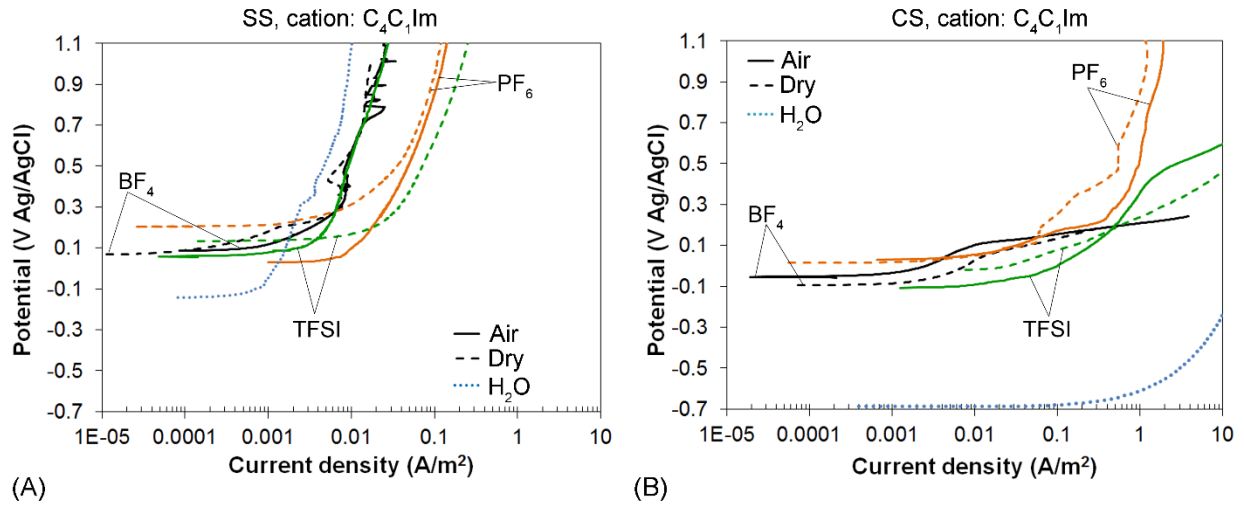 SS, cation: C₄C₁Im
1.1
0.9
0.7
0.5
0.3
0.1
-0.1
-0.3
-0.5
-0.7
Potential (V Ag/AgCl)
PF₆
BF₄
TFSI
Air
Dry
H₂O
1E-05 0.0001 0.001 0.01 0.1 1 10
Current density (A/m²)
(A)
CS, cation: C₄C₁Im
1.1
0.9
0.7
0.5
0.3
0.1
-0.1
-0.3
-0.5
-0.7
Potential (V Ag/AgCl)
Air
Dry
H₂O
PF₆
BF₄
TFSI
1E-05 0.0001 0.001 0.01 0.1 1 10
Current density (A/m²)
(B)